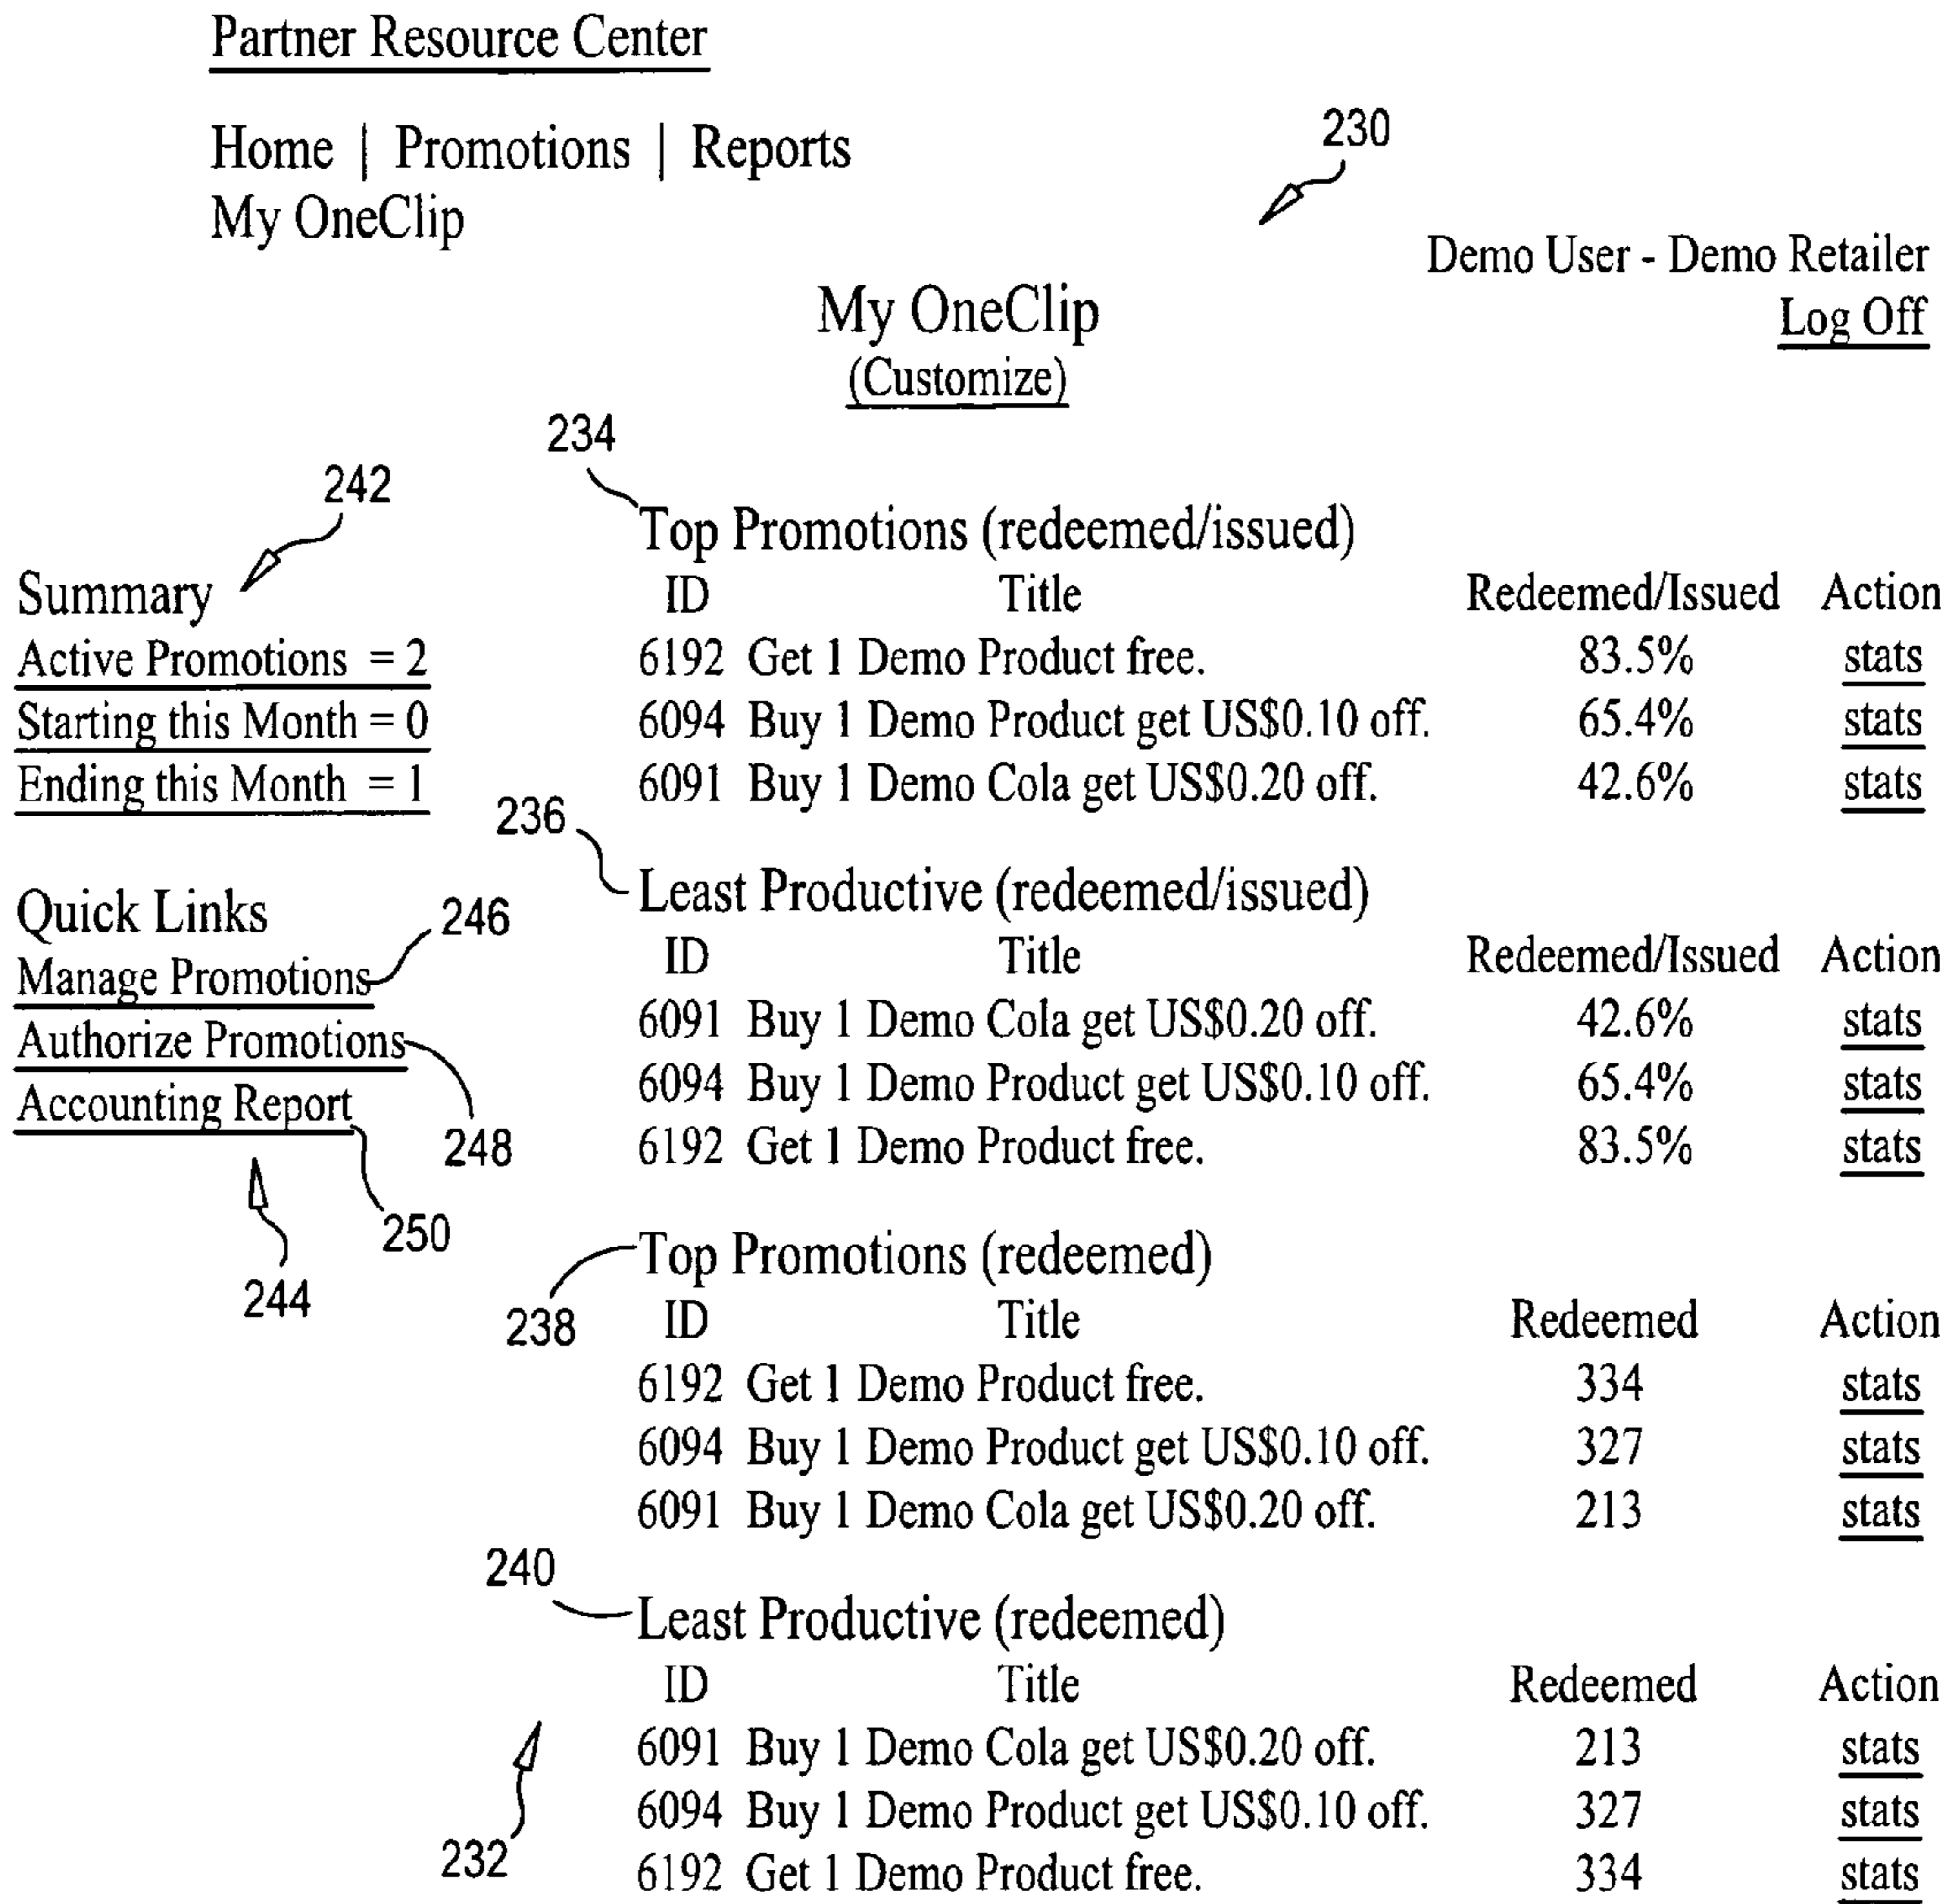 Partner Resource Center
Home | Promotions | Reports
My OneClip
230
Demo User - Demo Retailer
Log Off
My OneClip
(Customize)
242
Summary
Active Promotions = 2
Starting this Month = 0
Ending this Month = 1
Quick Links
Manage Promotions
246
Authorize Promotions
248
Accounting Report
250
244
234
Top Promotions (redeemed/issued)
ID Title Redeemed/Issued Action
6192 Get 1 Demo Product free. 83.5% stats
6094 Buy 1 Demo Product get US$0.10 off. 65.4% stats
6091 Buy 1 Demo Cola get US$0.20 off. 42.6% stats
236
Least Productive (redeemed/issued)
ID Title Redeemed/Issued Action
6091 Buy 1 Demo Cola get US$0.20 off. 42.6% stats
6094 Buy 1 Demo Product get US$0.10 off. 65.4% stats
6192 Get 1 Demo Product free. 83.5% stats
238
Top Promotions (redeemed)
ID Title Redeemed Action
6192 Get 1 Demo Product free. 334 stats
6094 Buy 1 Demo Product get US$0.10 off. 327 stats
6091 Buy 1 Demo Cola get US$0.20 off. 213 stats
240
Least Productive (redeemed)
ID Title Redeemed Action
6091 Buy 1 Demo Cola get US$0.20 off. 213 stats
6094 Buy 1 Demo Product get US$0.10 off. 327 stats
6192 Get 1 Demo Product free. 334 stats
232